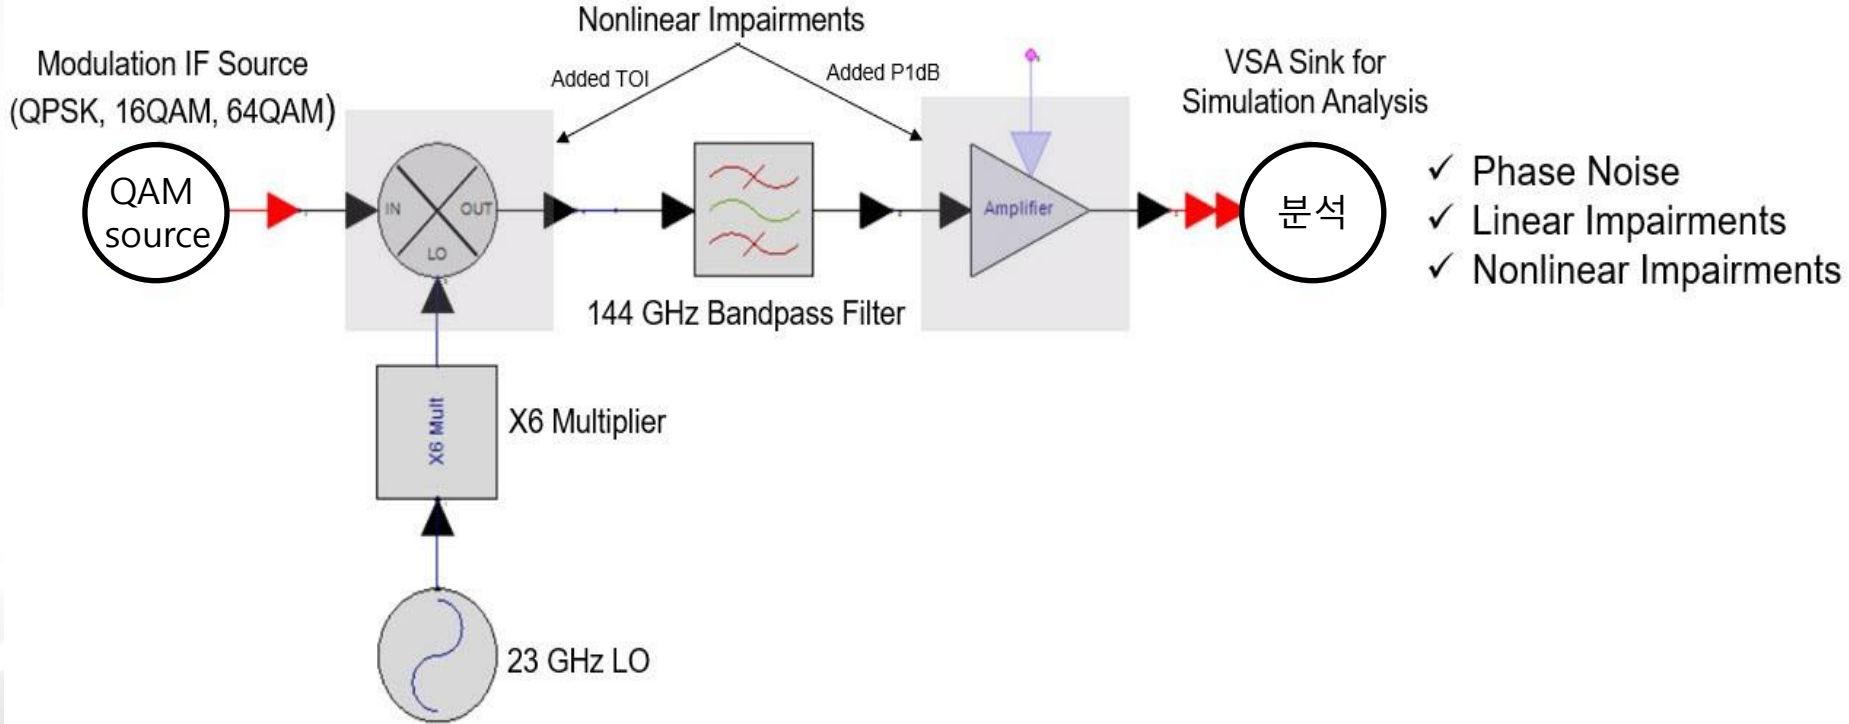 Nonlinear Impairments
Modulation IF Source
(QPSK, 16QAM, 64QAM)
Added TOI
Added P1dB
VSA Sink for
Simulation Analysis
QAM
source
IN
OUT
LO
Amplifier
분석
✓ Phase Noise
✓ Linear Impairments
✓ Nonlinear Impairments
144 GHz Bandpass Filter
X6 Mult
X6 Multiplier
23 GHz LO